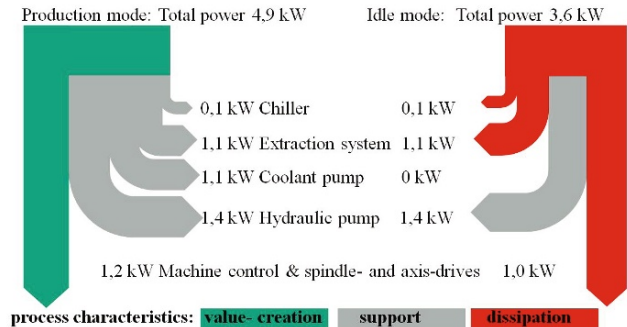 Production mode: Total power 4,9 kW Idle mode: Total power 3,6 kW
0,1 kW Chiller 0,1 kW
1,1 kW Extraction system 1,1 kW
1,1 kW Coolant pump 0 kW
1,4 kW Hydraulic pump 1,4 kW
1,2 kW Machine control & spindle- and axis-drives 1,0 kW
process characteristics: value- creation support dissipation